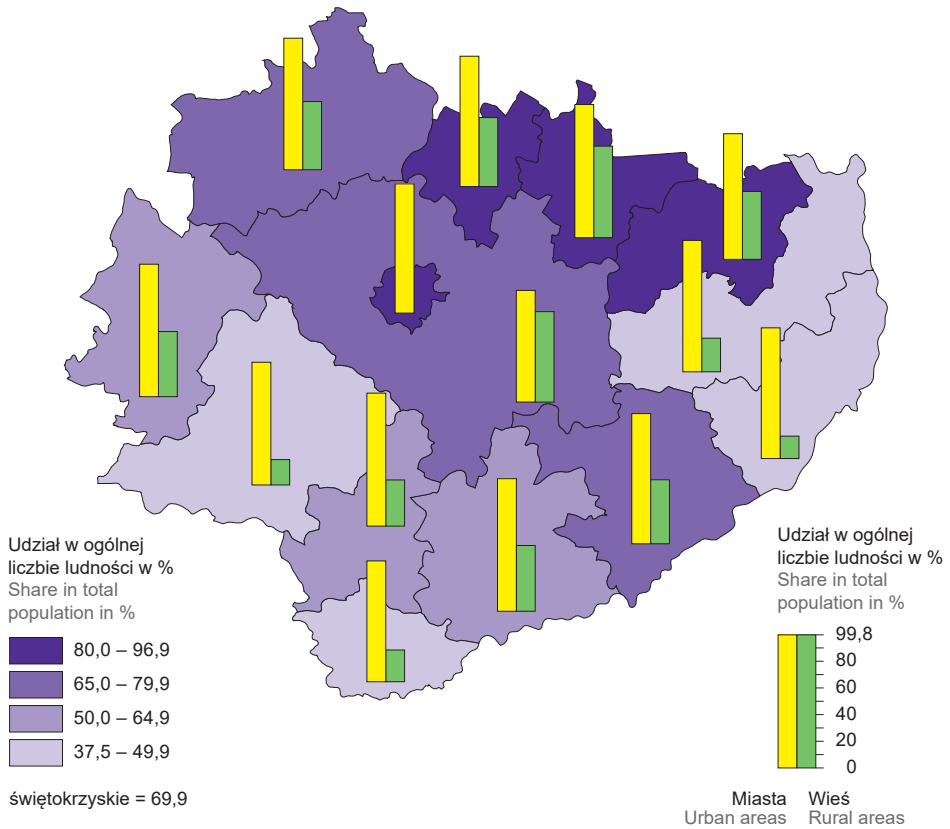 Udział w ogólnej
liczbie ludności w %
Share in total
population in %
80,0 – 96,9
65,0 – 79,9
50,0 – 64,9
37,5 – 49,9
świętokrzyskie = 69,9
Udział w ogólnej
liczbie ludności w %
Share in total
population in %
99,8
80
60
40
20
0
Miasta Wieś
Urban areas Rural areas